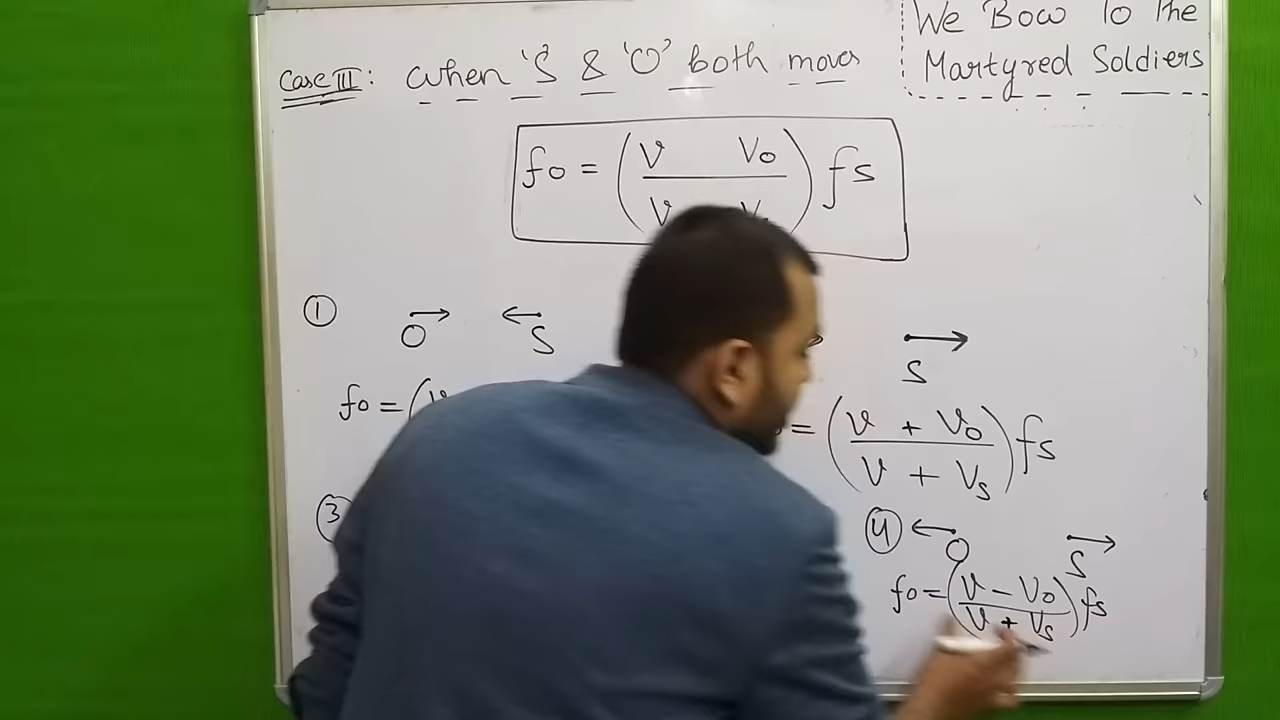 We Bow To The
Martyred Soldiers
Case III : when 'S' & 'O' both moves
fo = (v   Vo / v   V) fs
①
O → ← S
fo = (v
→
S
= (v + Vo / v + Vs) fs
③
④ ←
O
→
S
fo = (v − Vo / v + Vs) fs